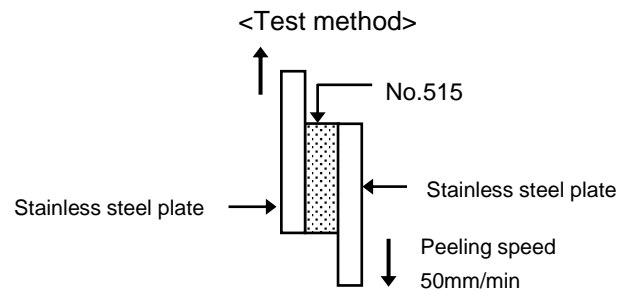 <Test method>
No.515
Stainless steel plate
Stainless steel plate
Peeling speed
50mm/min